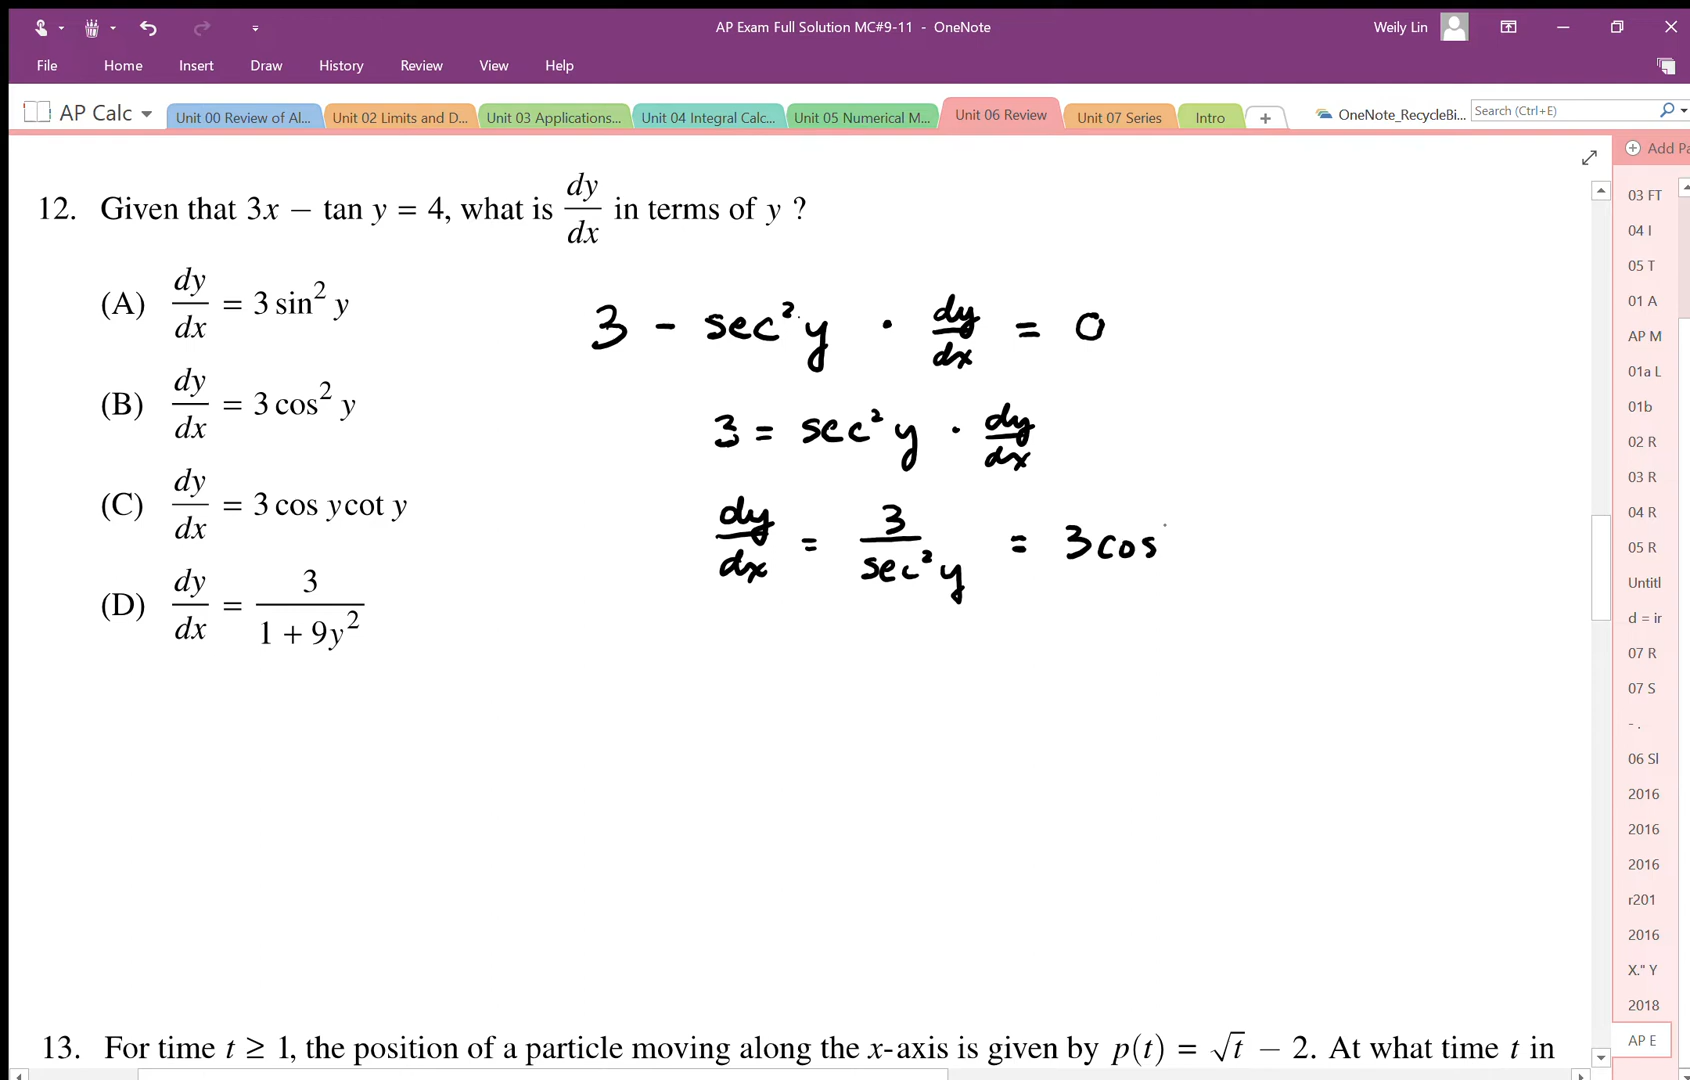 AP Exam Full Solution MC#9-11 - OneNote
Weily Lin
File Home Insert Draw History Review View Help
AP Calc
Unit 00 Review of Al... Unit 02 Limits and D... Unit 03 Applications... Unit 04 Integral Calc... Unit 05 Numerical M... Unit 06 Review Unit 07 Series Intro +
OneNote_RecycleBi...
Search (Ctrl+E)
Add Pa
12. Given that 3x − tan y = 4, what is dy/dx in terms of y ?
(A) dy/dx = 3 sin² y
(B) dy/dx = 3 cos² y
(C) dy/dx = 3 cos y cot y
(D) dy/dx = 3/(1 + 9y²)
3 - sec² y · dy/dx = 0
3 = sec² y · dy/dx
dy/dx = 3/sec² y = 3 cos
13. For time t ≥ 1, the position of a particle moving along the x-axis is given by p(t) = √t − 2. At what time t in
03 FT
04 I
05 T
01 A
AP M
01a L
01b
02 R
03 R
04 R
05 R
Untitl
d = ir
07 R
07 S
- .
06 Sl
2016
2016
2016
r201
2016
X." Y
2018
AP E